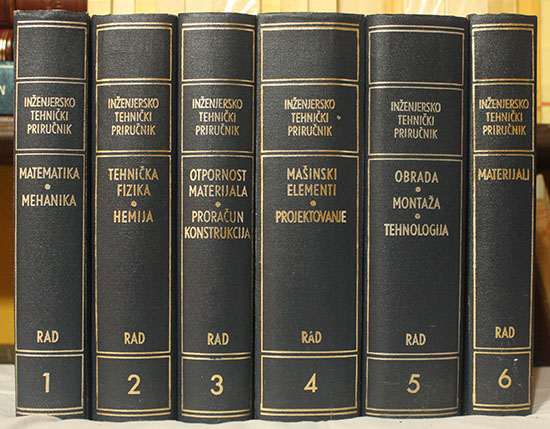 INŽENJERSKO
TEHNIČKI
PRIRUČNIK
MATEMATIKA
•
MEHANIKA
RAD
1
INŽENJERSKO
TEHNIČKI
PRIRUČNIK
TEHNIČKA
FIZIKA
•
HEMIJA
RAD
2
INŽENJERSKO
TEHNIČKI
PRIRUČNIK
OTPORNOST
MATERIJALA
•
PRORAČUN
KONSTRUKCIJA
RAD
3
INŽENJERSKO
TEHNIČKI
PRIRUČNIK
MAŠINSKI
ELEMENTI
•
PROJEKTOVANJE
RAD
4
INŽENJERSKO
TEHNIČKI
PRIRUČNIK
OBRADA
•
MONTAŽA
•
TEHNOLOGIJA
RAD
5
INŽENJERSKO
TEHNIČKI
PRIRUČNIK
MATERIJALI
RAD
6